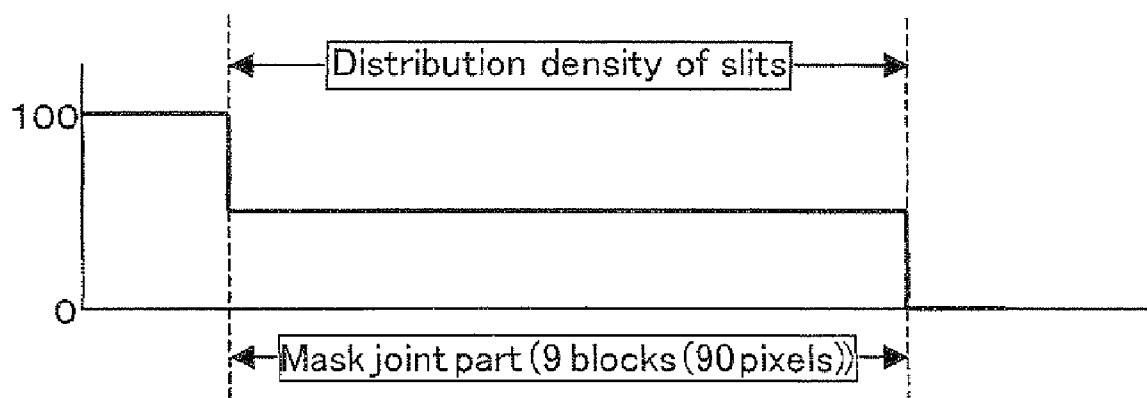 Distribution density of slits
100
0
Mask joint part (9 blocks (90 pixels))